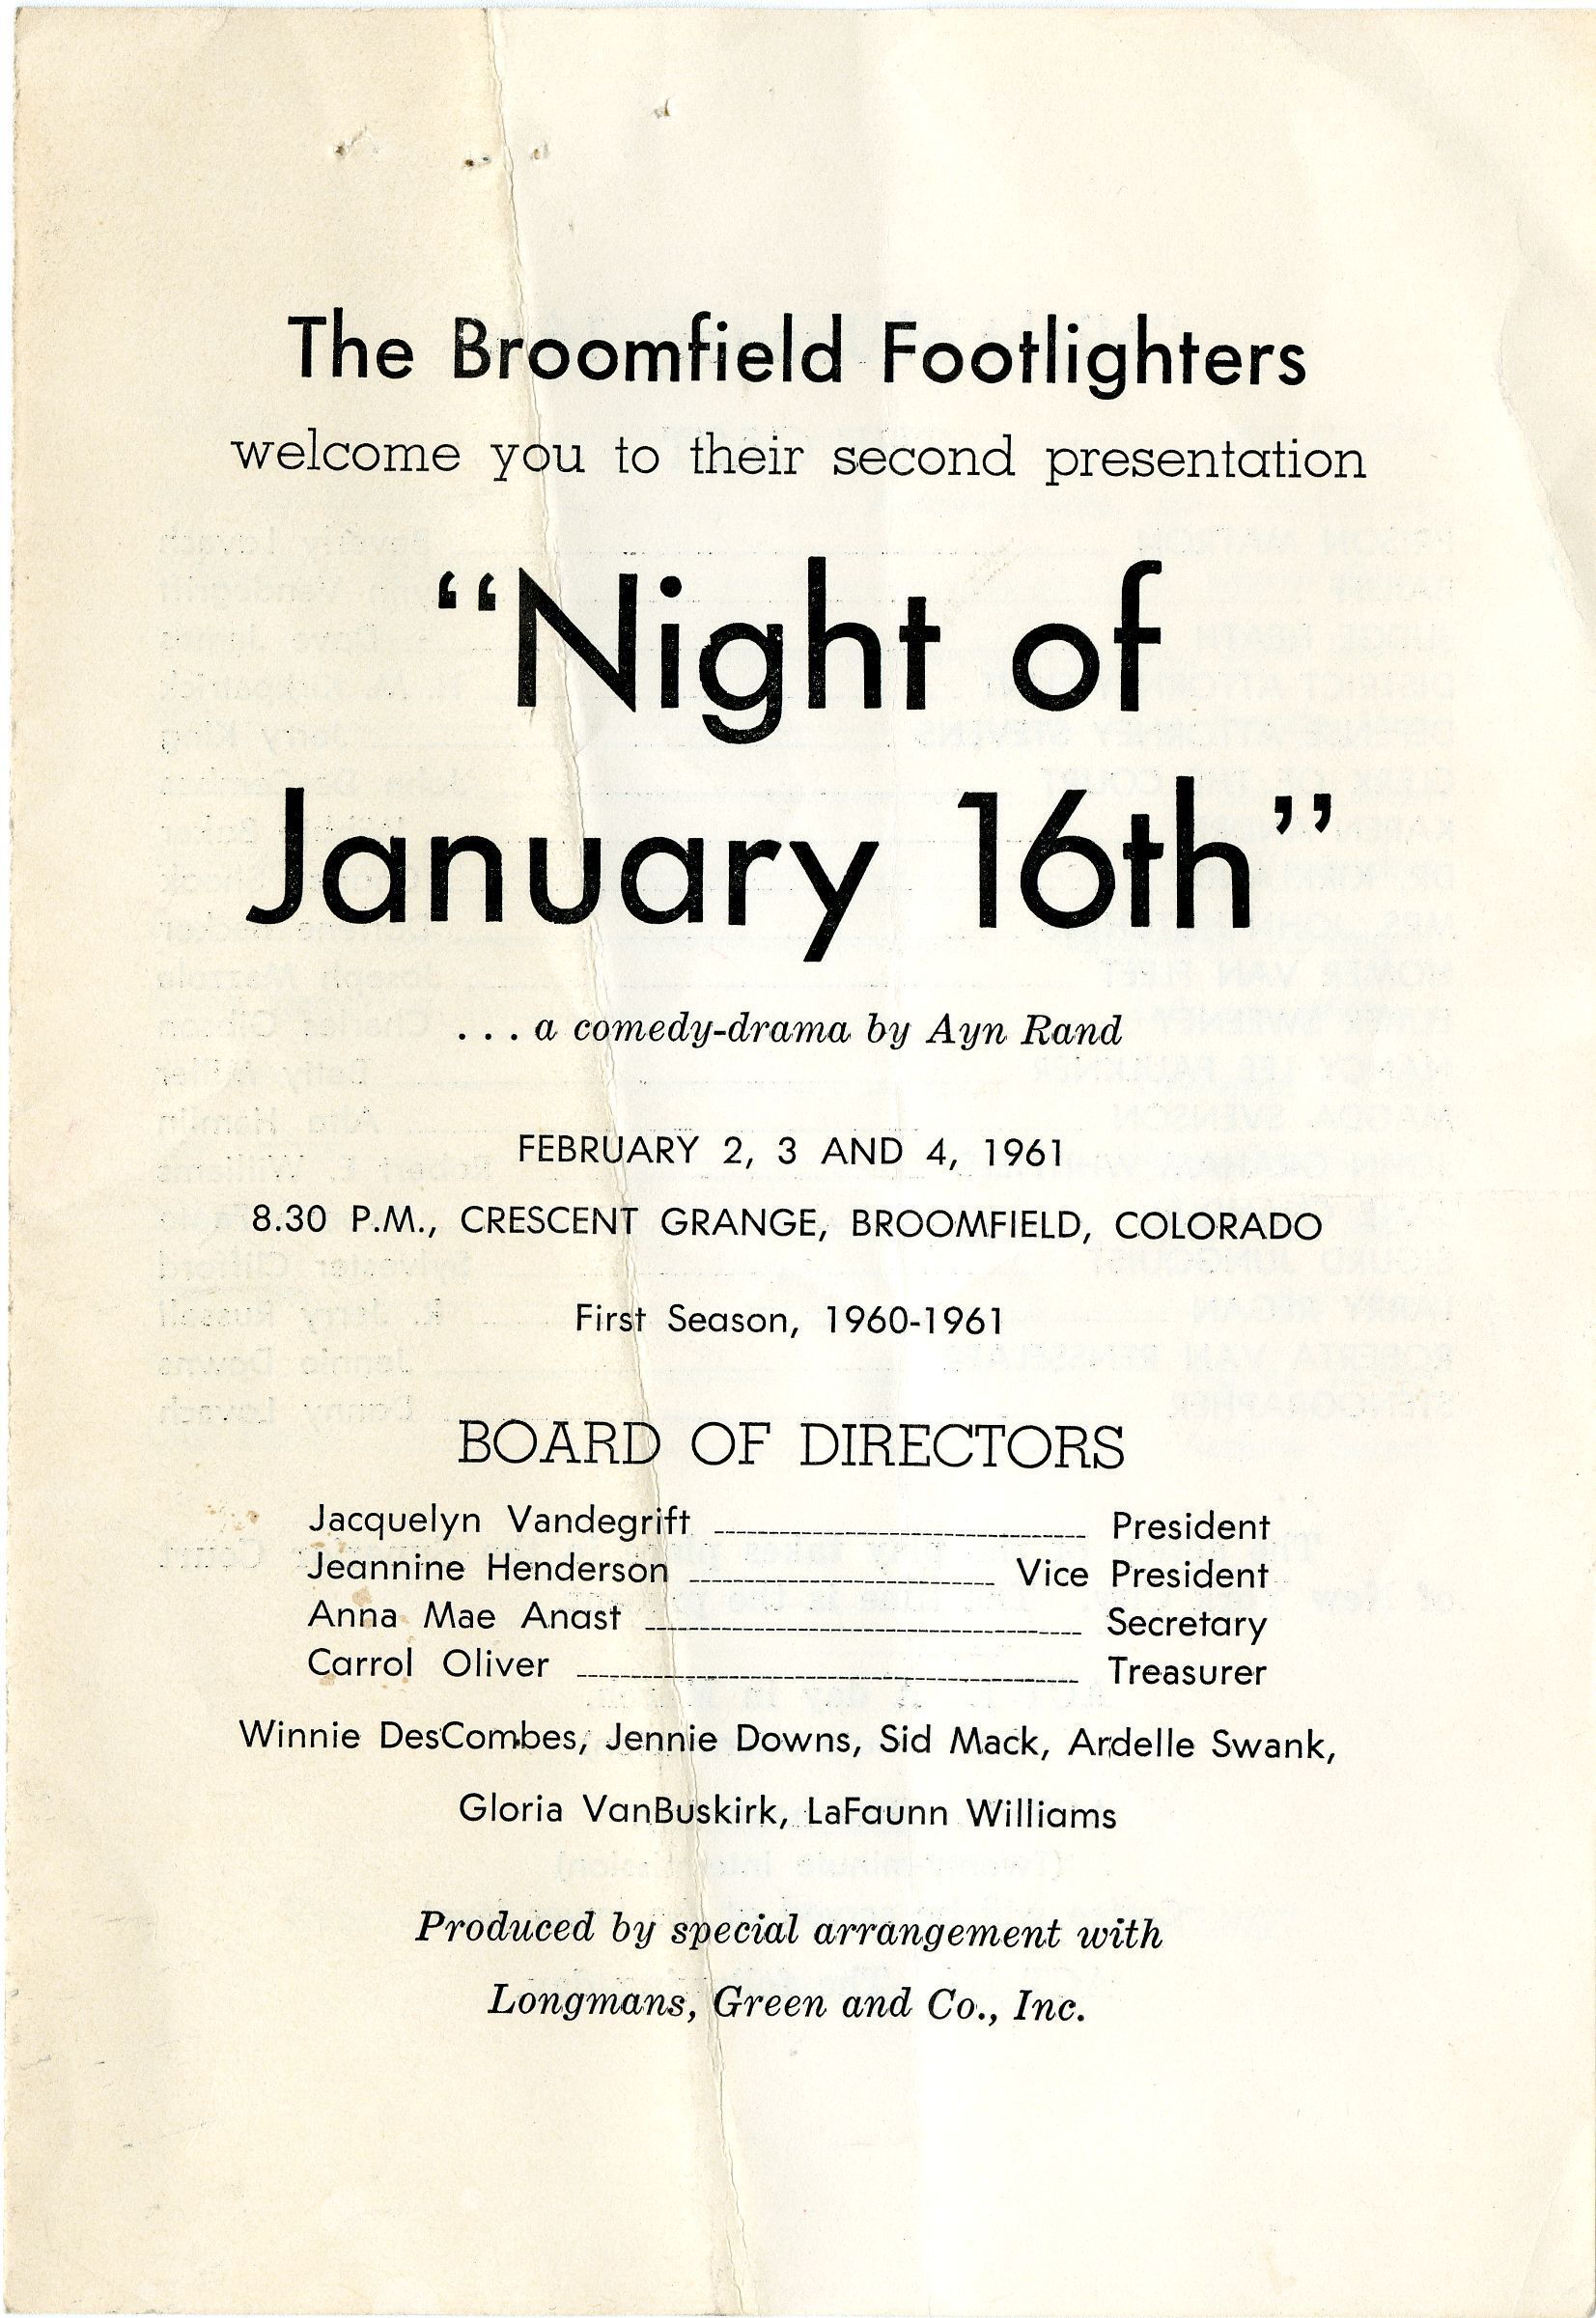 The Broomfield Footlighters
welcome you to their second presentation
“Night of
January 16th”
. . . a comedy-drama by Ayn Rand
FEBRUARY 2, 3 AND 4, 1961
8.30 P.M., CRESCENT GRANGE, BROOMFIELD, COLORADO
First Season, 1960-1961
BOARD OF DIRECTORS
Jacquelyn Vandegrift President
Jeannine Henderson Vice President
Anna Mae Anast Secretary
Carrol Oliver Treasurer
Winnie DesCombes, Jennie Downs, Sid Mack, Ardelle Swank,
Gloria VanBuskirk, LaFaunn Williams
Produced by special arrangement with
Longmans, Green and Co., Inc.